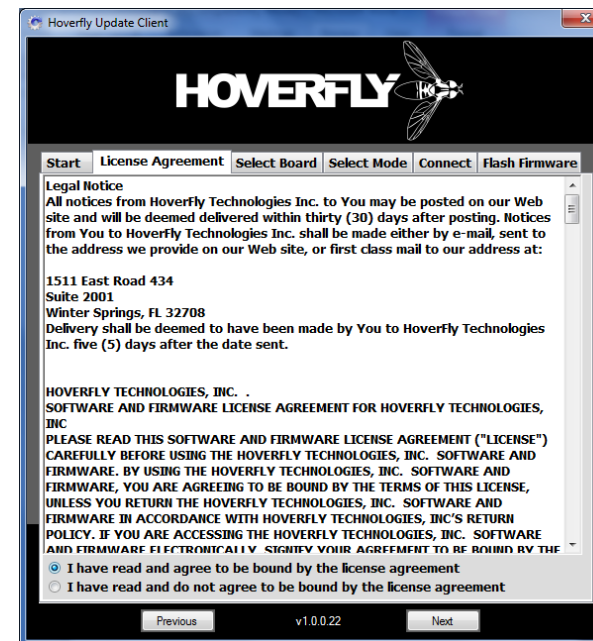 Hoverfly Update Client
HOVERFLY
Start License Agreement Select Board Select Mode Connect Flash Firmware
Legal Notice
All notices from HoverFly Technologies Inc. to You may be posted on our Web
site and will be deemed delivered within thirty (30) days after posting. Notices
from You to HoverFly Technologies Inc. shall be made either by e-mail, sent to
the address we provide on our Web site, or first class mail to our address at:
1511 East Road 434
Suite 2001
Winter Springs, FL 32708
Delivery shall be deemed to have been made by You to HoverFly Technologies
Inc. five (5) days after the date sent.
HOVERFLY TECHNOLOGIES, INC. .
SOFTWARE AND FIRMWARE LICENSE AGREEMENT FOR HOVERFLY TECHNOLOGIES,
INC
PLEASE READ THIS SOFTWARE AND FIRMWARE LICENSE AGREEMENT ("LICENSE")
CAREFULLY BEFORE USING THE HOVERFLY TECHNOLOGIES, INC. SOFTWARE AND
FIRMWARE. BY USING THE HOVERFLY TECHNOLOGIES, INC. SOFTWARE AND
FIRMWARE, YOU ARE AGREEING TO BE BOUND BY THE TERMS OF THIS LICENSE,
UNLESS YOU RETURN THE HOVERFLY TECHNOLOGIES, INC. SOFTWARE AND
FIRMWARE IN ACCORDANCE WITH HOVERFLY TECHNOLOGIES, INC'S RETURN
POLICY. IF YOU ARE ACCESSING THE HOVERFLY TECHNOLOGIES, INC. SOFTWARE
AND FIRMWARE ELECTRONICALLY, SIGNIFY YOUR AGREEMENT TO BE BOUND BY THE
I have read and agree to be bound by the license agreement
I have read and do not agree to be bound by the license agreement
Previous v1.0.0.22 Next